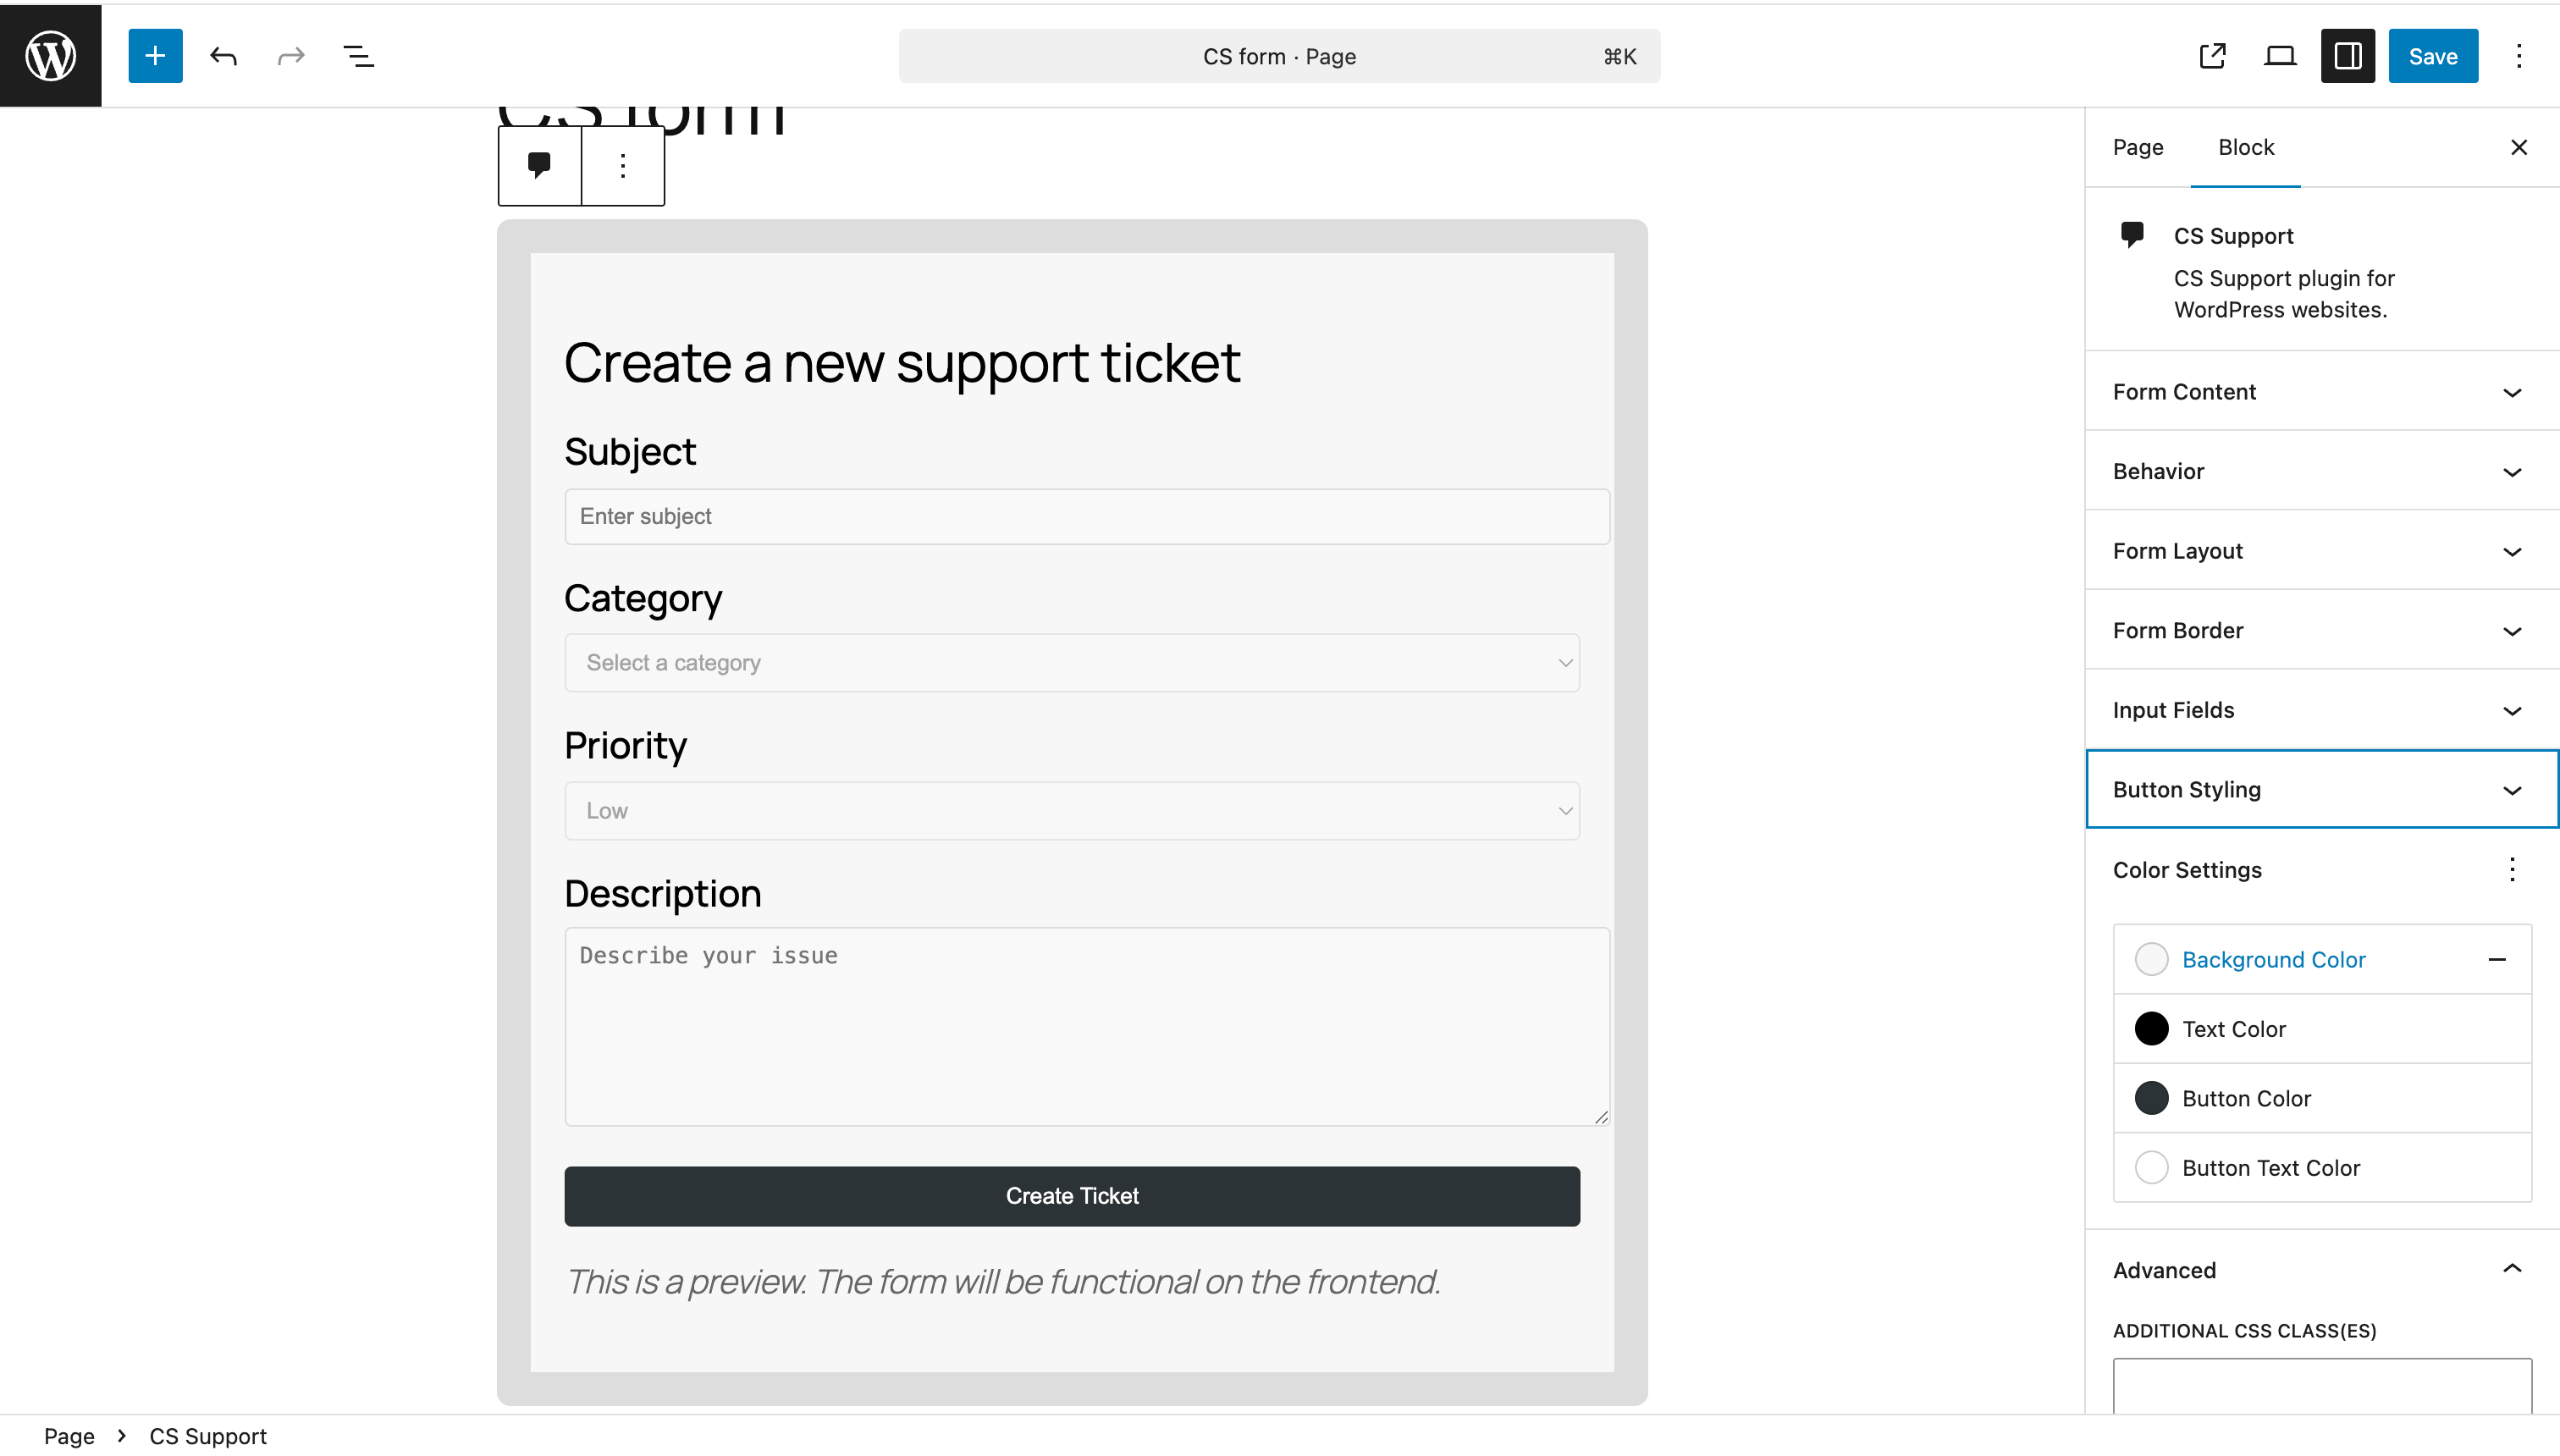 CS form · Page
⌘K
Save
CS form
Page
Block
CS Support
CS Support plugin for
WordPress websites.
Form Content
Behavior
Form Layout
Form Border
Input Fields
Button Styling
Color Settings
Background Color
Text Color
Button Color
Button Text Color
Advanced
ADDITIONAL CSS CLASS(ES)
Create a new support ticket
Subject
Enter subject
Category
Select a category
Priority
Low
Description
Describe your issue
Create Ticket
This is a preview. The form will be functional on the frontend.
Page
CS Support